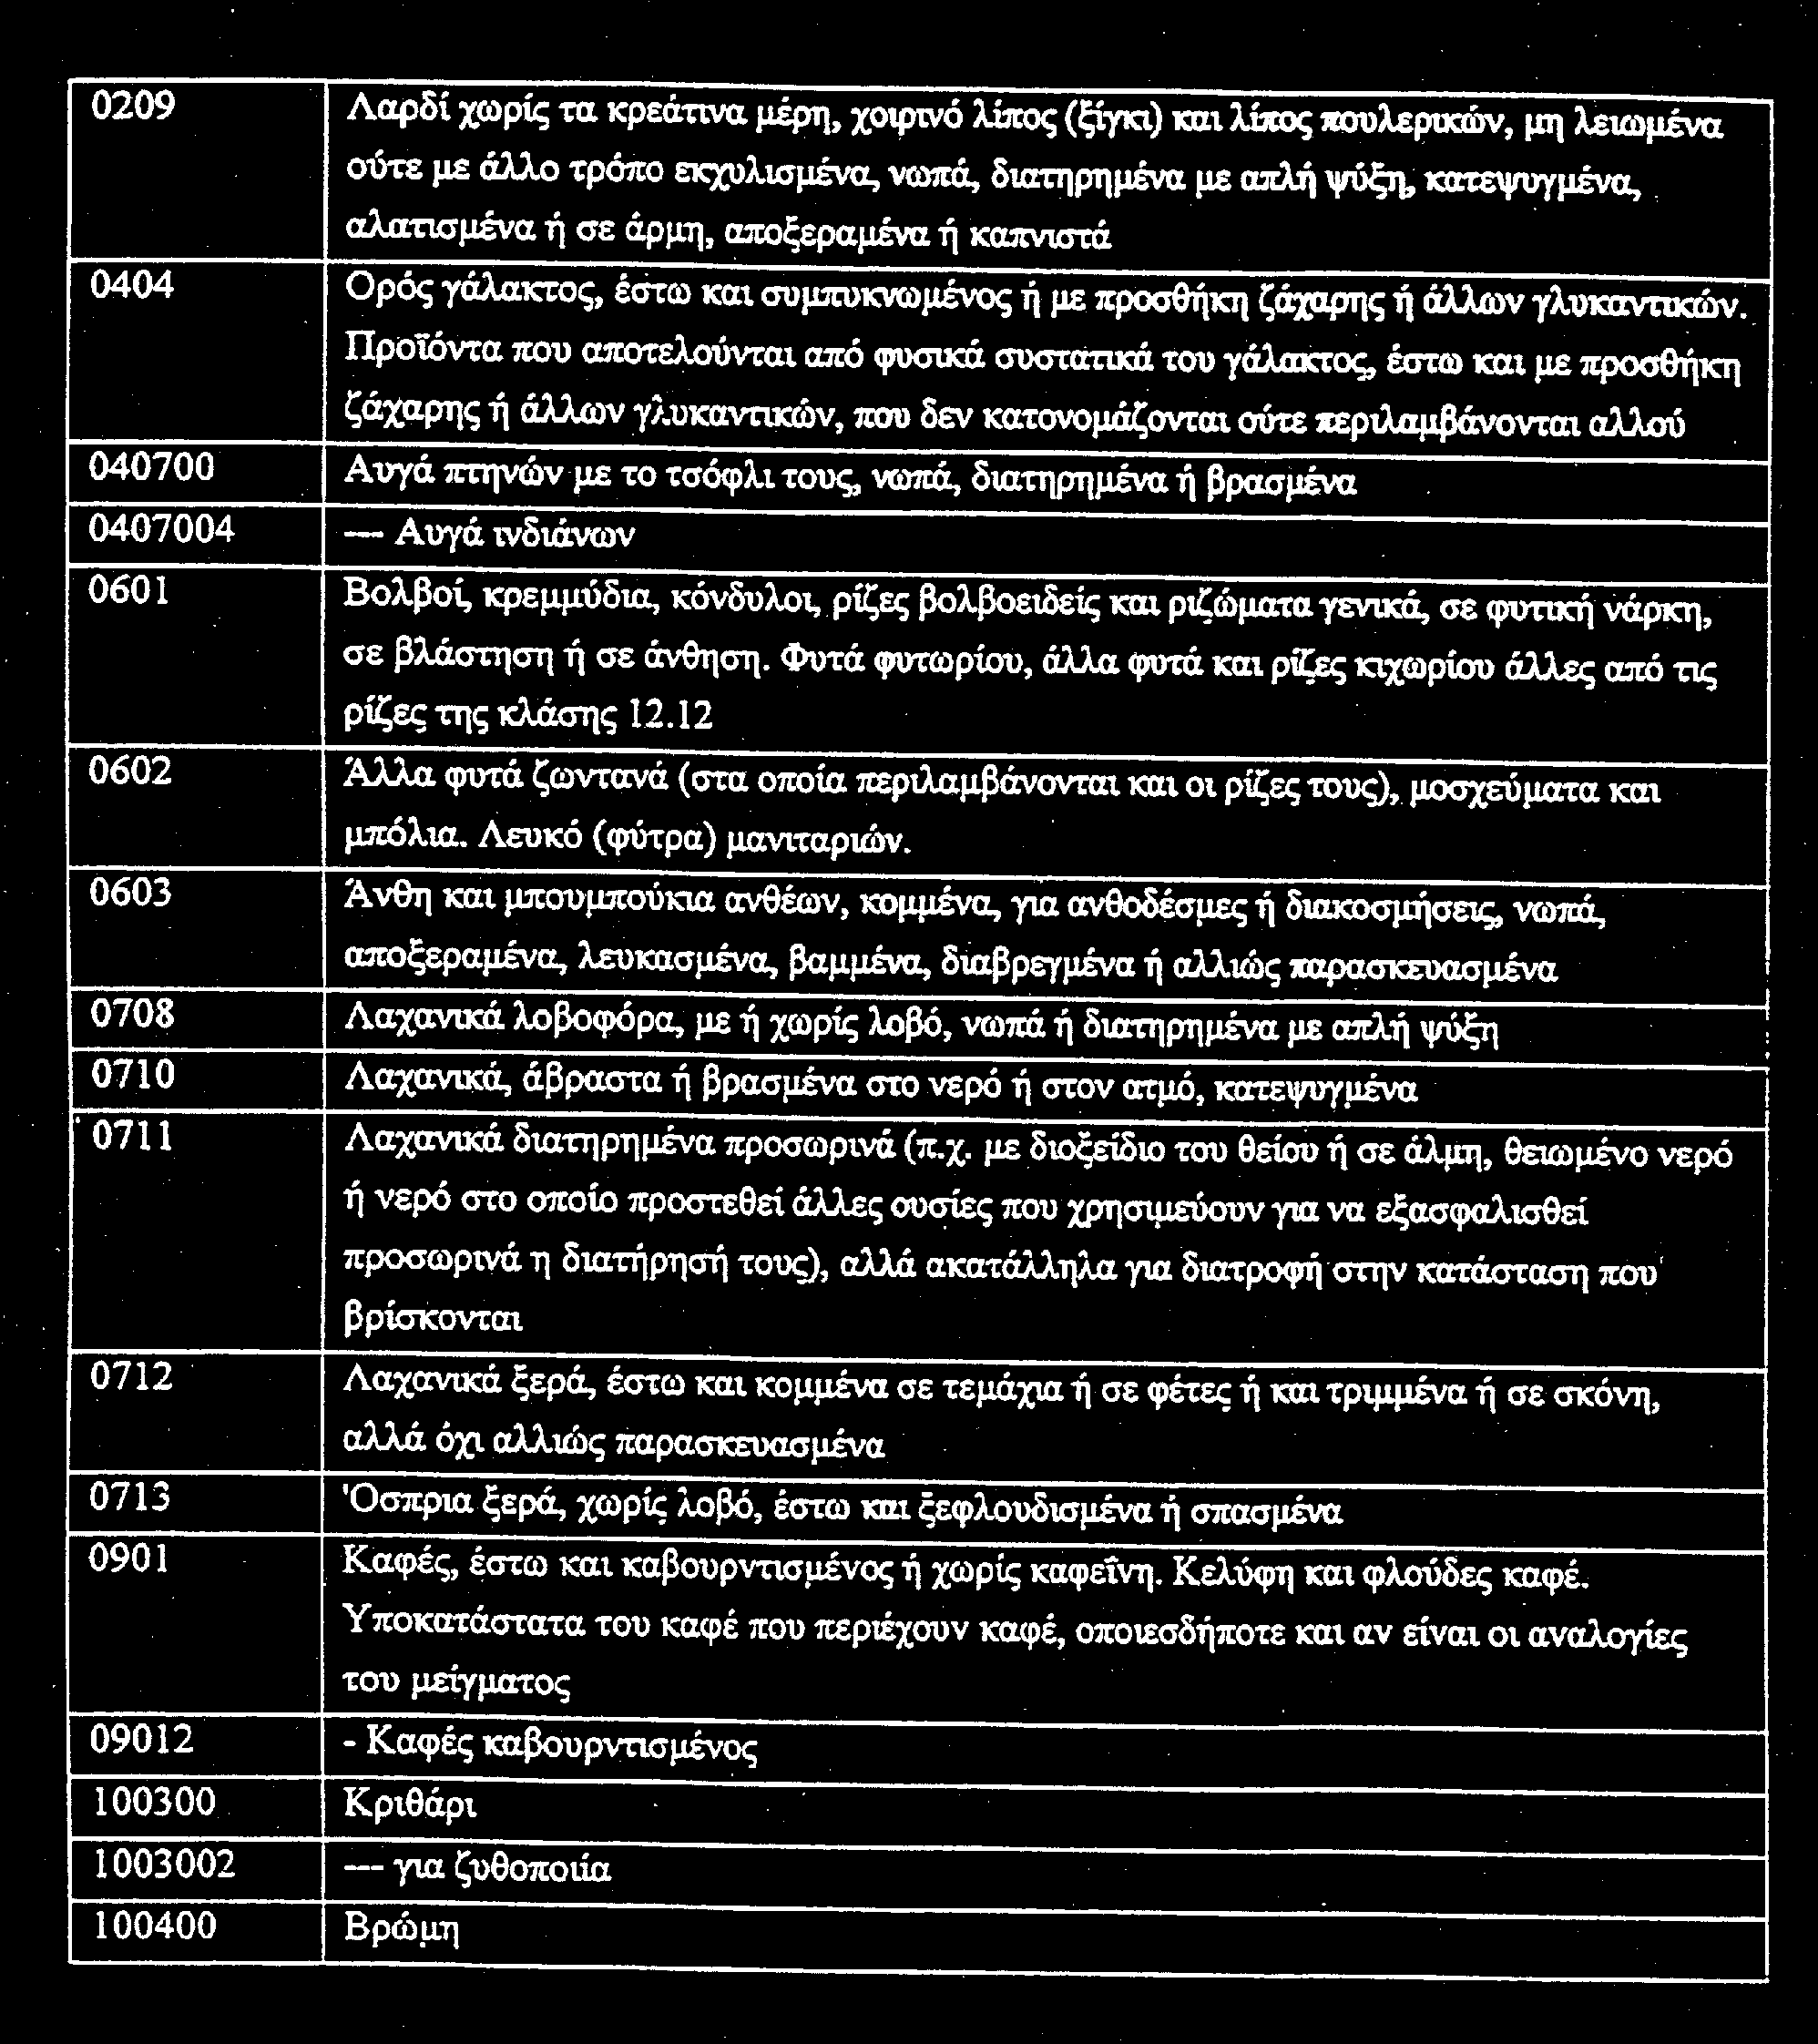 0209 Λαρδί χωρίς τα κρεάτινα μέρη, χοιρινό λίπος (ξίγκι) και λίπος πουλερικών, μη λειωμένα
ούτε με άλλο τρόπο εκχυλισμένα, νωπά, διατηρημένα με απλή ψύξη, κατεψυγμένα,
αλατισμένα ή σε άρμη, αποξεραμένα ή καπνιστά
0404 Ορός γάλακτος, έστω και συμπυκνωμένος ή με προσθήκη ζάχαρης ή άλλων γλυκαντικών.
Προϊόντα που αποτελούνται από φυσικά συστατικά του γάλακτος, έστω και με προσθήκη
ζάχαρης ή άλλων γλυκαντικών, που δεν κατονομάζονται ούτε περιλαμβάνονται αλλού
040700 Αυγά πτηνών με το τσόφλι τους, νωπά, διατηρημένα ή βρασμένα
0407004 --- Αυγά ινδιάνων
0601 Βολβοί, κρεμμύδια, κόνδυλοι, ρίζες βολβοειδείς και ριζώματα γενικά, σε φυτική νάρκη,
σε βλάστηση ή σε άνθηση. Φυτά φυτωρίου, άλλα φυτά και ρίζες κιχωρίου άλλες από τις
ρίζες της κλάσης 12.12
0602 Άλλα φυτά ζωντανά (στα οποία περιλαμβάνονται και οι ρίζες τους), μοσχεύματα και
μπόλια. Λευκό (φύτρα) μανιταριών.
0603 Άνθη και μπουμπούκια ανθέων, κομμένα, για ανθοδέσμες ή διακοσμήσεις, νωπά,
αποξεραμένα, λευκασμένα, βαμμένα, διαβρεγμένα ή αλλιώς παρασκευασμένα
0708 Λαχανικά λοβοφόρα, με ή χωρίς λοβό, νωπά ή διατηρημένα με απλή ψύξη
0710 Λαχανικά, άβραστα ή βρασμένα στο νερό ή στον ατμό, κατεψυγμένα
0711 Λαχανικά διατηρημένα προσωρινά (π.χ. με διοξείδιο του θείου ή σε άλμη, θειωμένο νερό
ή νερό στο οποίο προστεθεί άλλες ουσίες που χρησιμεύουν για να εξασφαλισθεί
προσωρινά η διατήρησή τους), αλλά ακατάλληλα για διατροφή στην κατάσταση που
βρίσκονται
0712 Λαχανικά ξερά, έστω και κομμένα σε τεμάχια ή σε φέτες ή και τριμμένα ή σε σκόνη,
αλλά όχι αλλιώς παρασκευασμένα
0713 'Οσπρια ξερά, χωρίς λοβό, έστω και ξεφλουδισμένα ή σπασμένα
0901 Καφές, έστω και καβουρντισμένος ή χωρίς καφεΐνη. Κελύφη και φλούδες καφέ.
Υποκατάστατα του καφέ που περιέχουν καφέ, οποιεσδήποτε και αν είναι οι αναλογίες
του μείγματος
09012 - Καφές καβουρντισμένος
100300 Κριθάρι
1003002 --- για ζυθοποιία
100400 Βρώμη